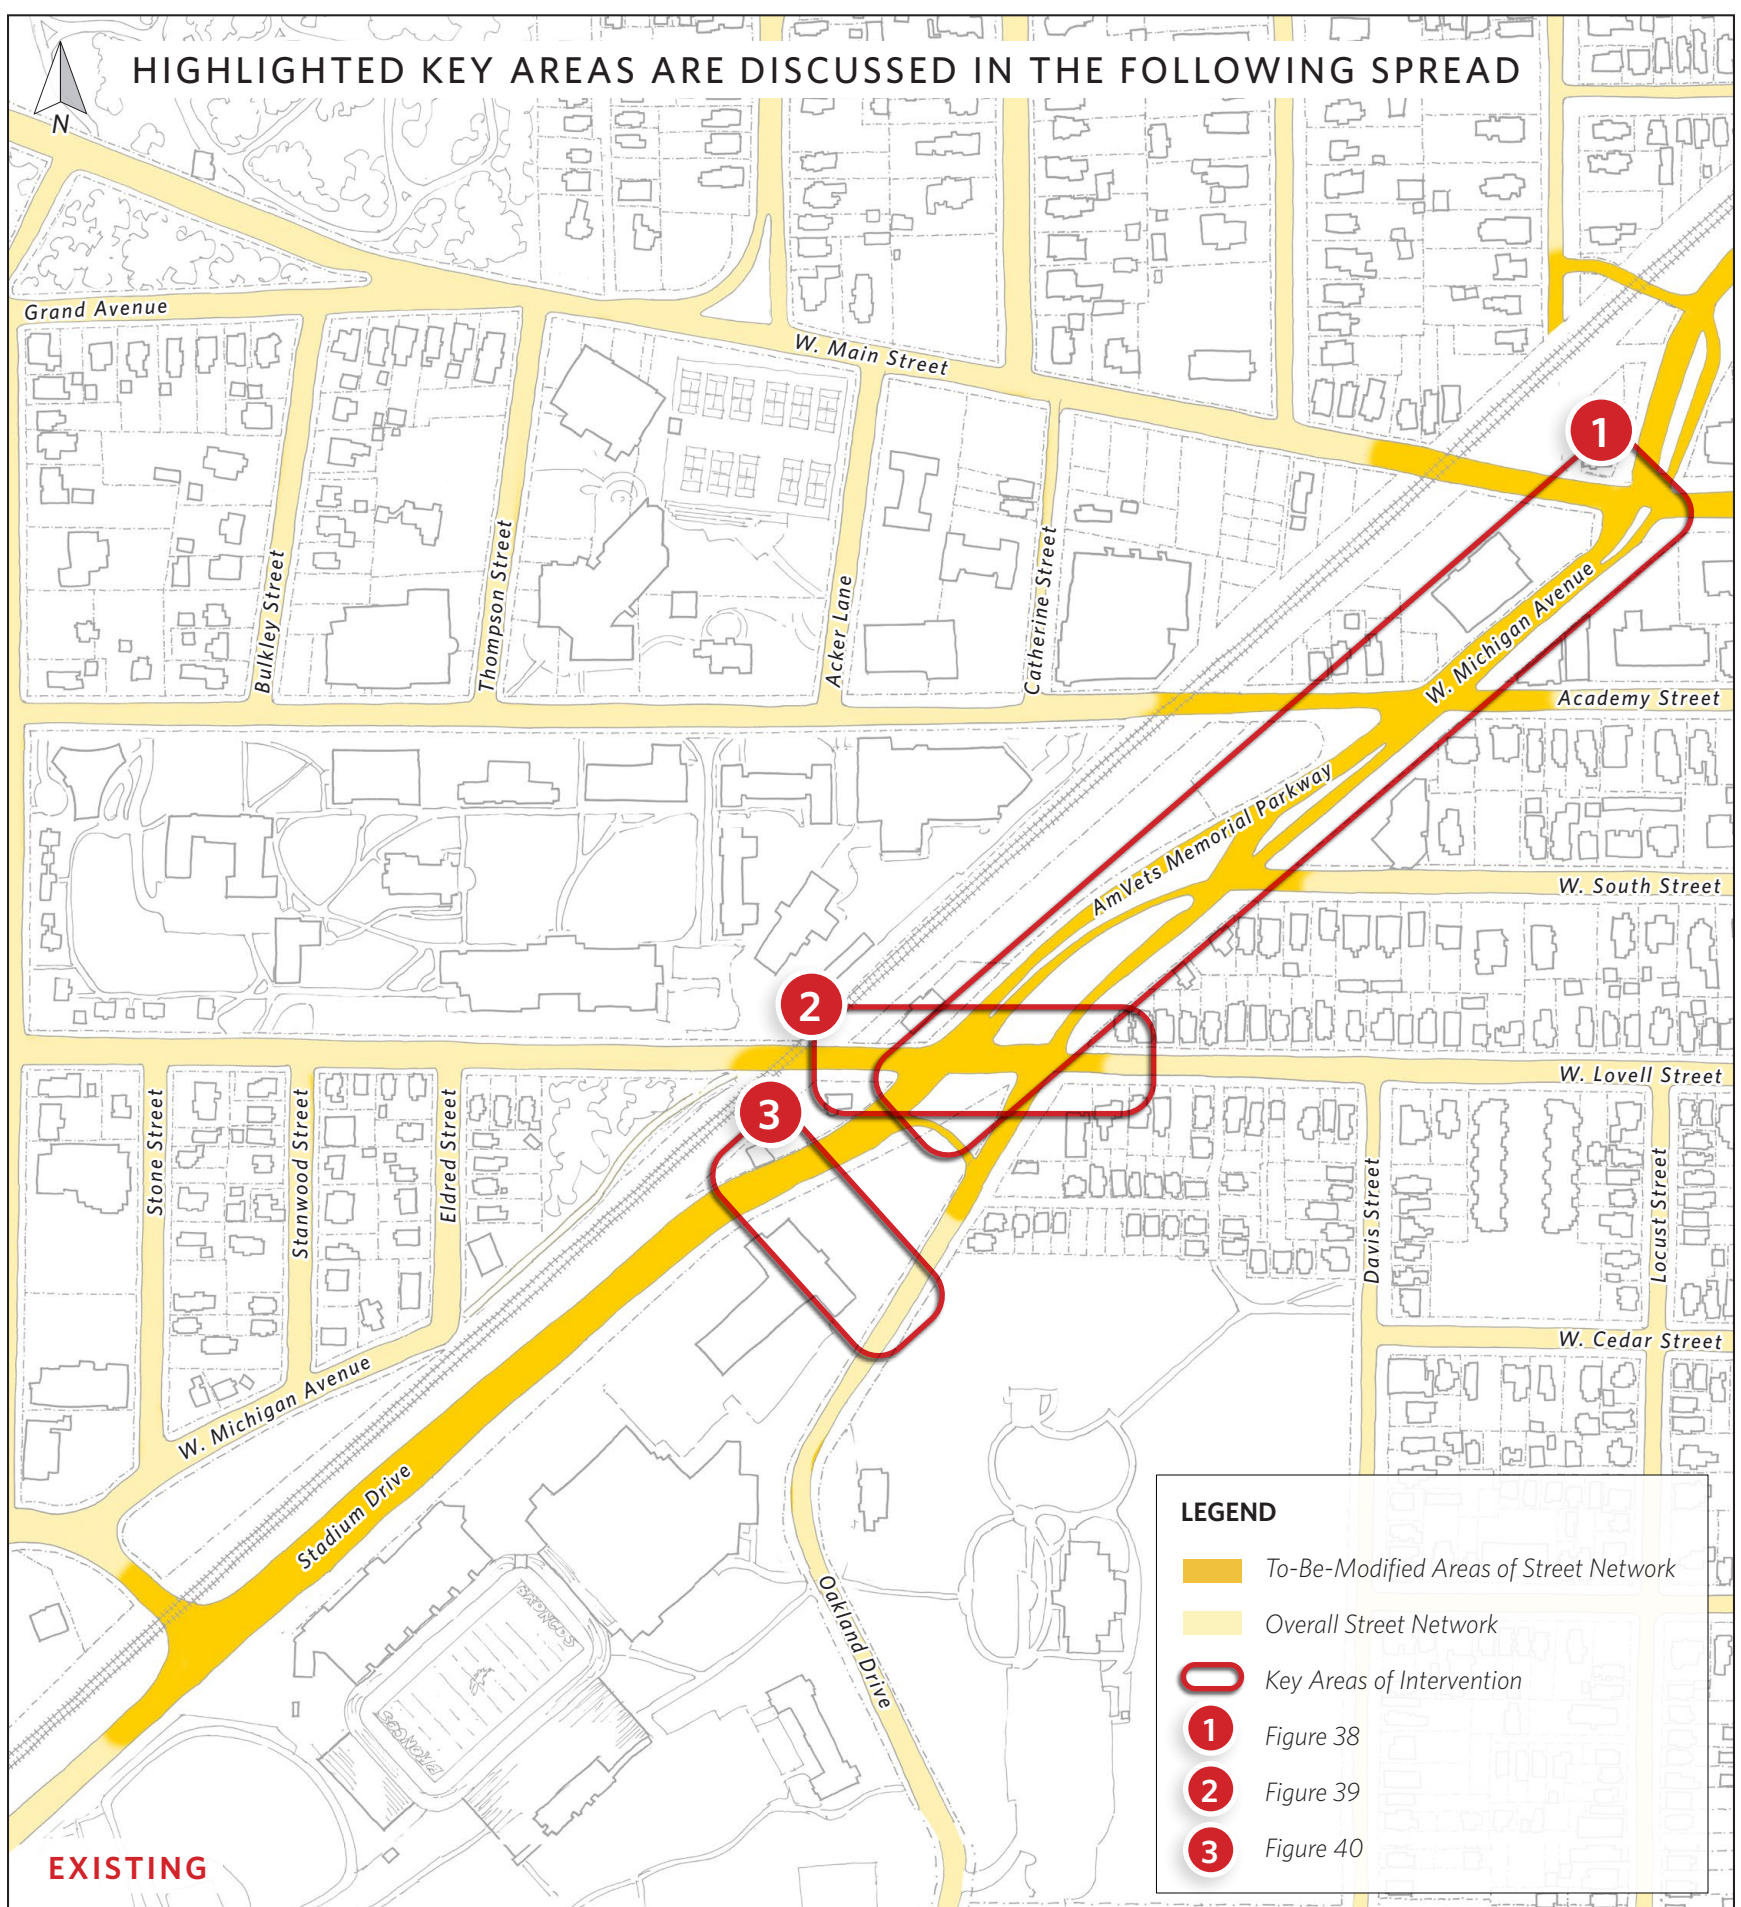 HIGHLIGHTED KEY AREAS ARE DISCUSSED IN THE FOLLOWING SPREAD
N
Grand Avenue
W. Main Street
1
Bulkley Street
Thompson Street
Acker Lane
Catherine Street
W. Michigan Avenue
Academy Street
AmVets Memorial Parkway
W. South Street
2
W. Lovell Street
3
Stone Street
Stanwood Street
Eldred Street
Davis Street
Locust Street
W. Cedar Street
W. Michigan Avenue
Stadium Drive
Oakland Drive
BRONCOS
BRONCOS
LEGEND
To-Be-Modified Areas of Street Network
Overall Street Network
Key Areas of Intervention
1 Figure 38
2 Figure 39
3 Figure 40
EXISTING